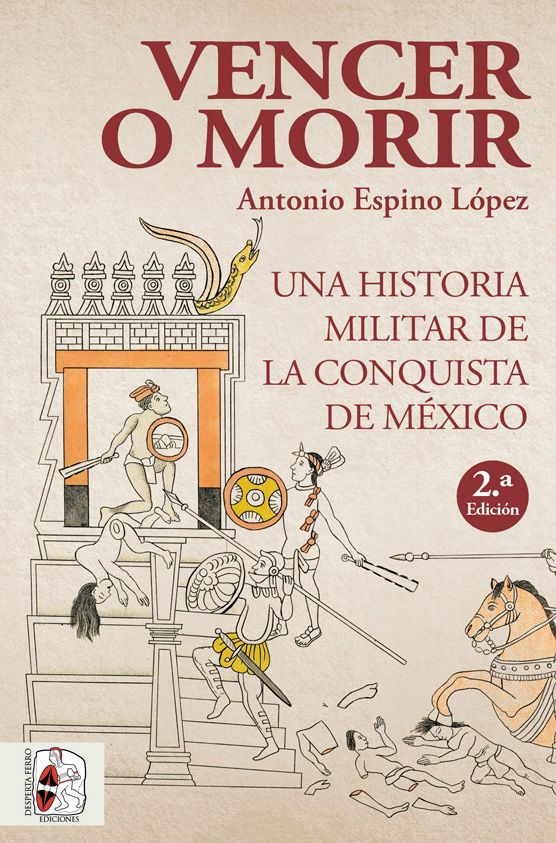 VENCER
O MORIR
Antonio Espino López
UNA HISTORIA
MILITAR DE
LA CONQUISTA
DE MÉXICO
2.ª
Edición
DESPERTA FERRO
EDICIONES